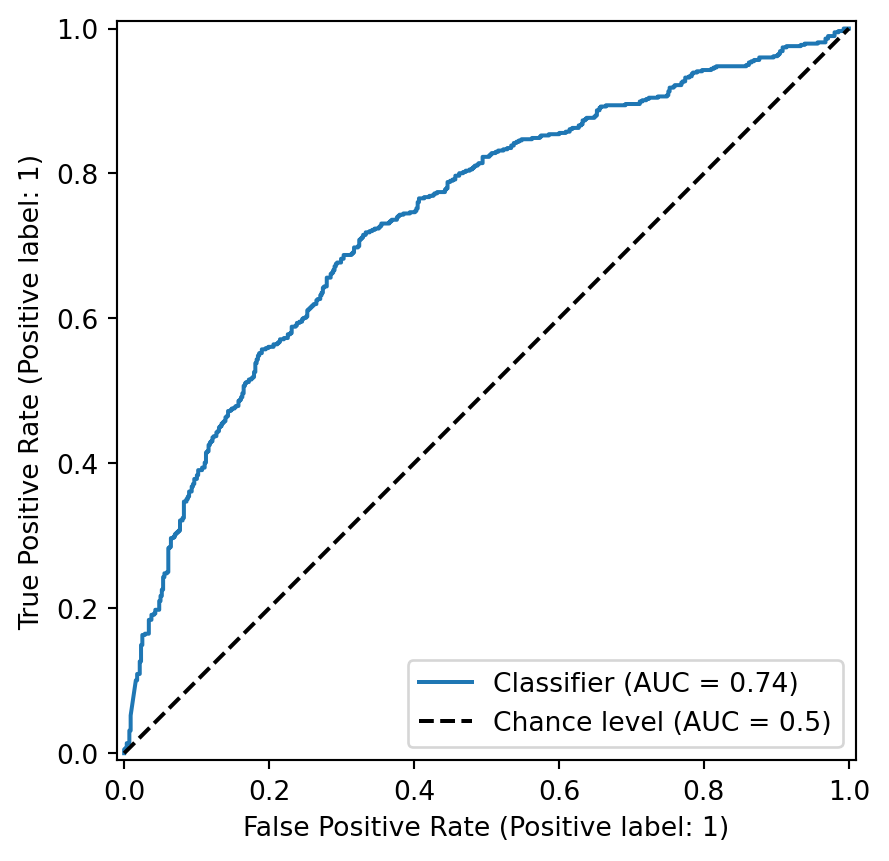 1.0
0.8
0.6
0.4
0.2
0.0
True Positive Rate (Positive label: 1)
Classifier (AUC = 0.74)
Chance level (AUC = 0.5)
0.0 0.2 0.4 0.6 0.8 1.0
False Positive Rate (Positive label: 1)